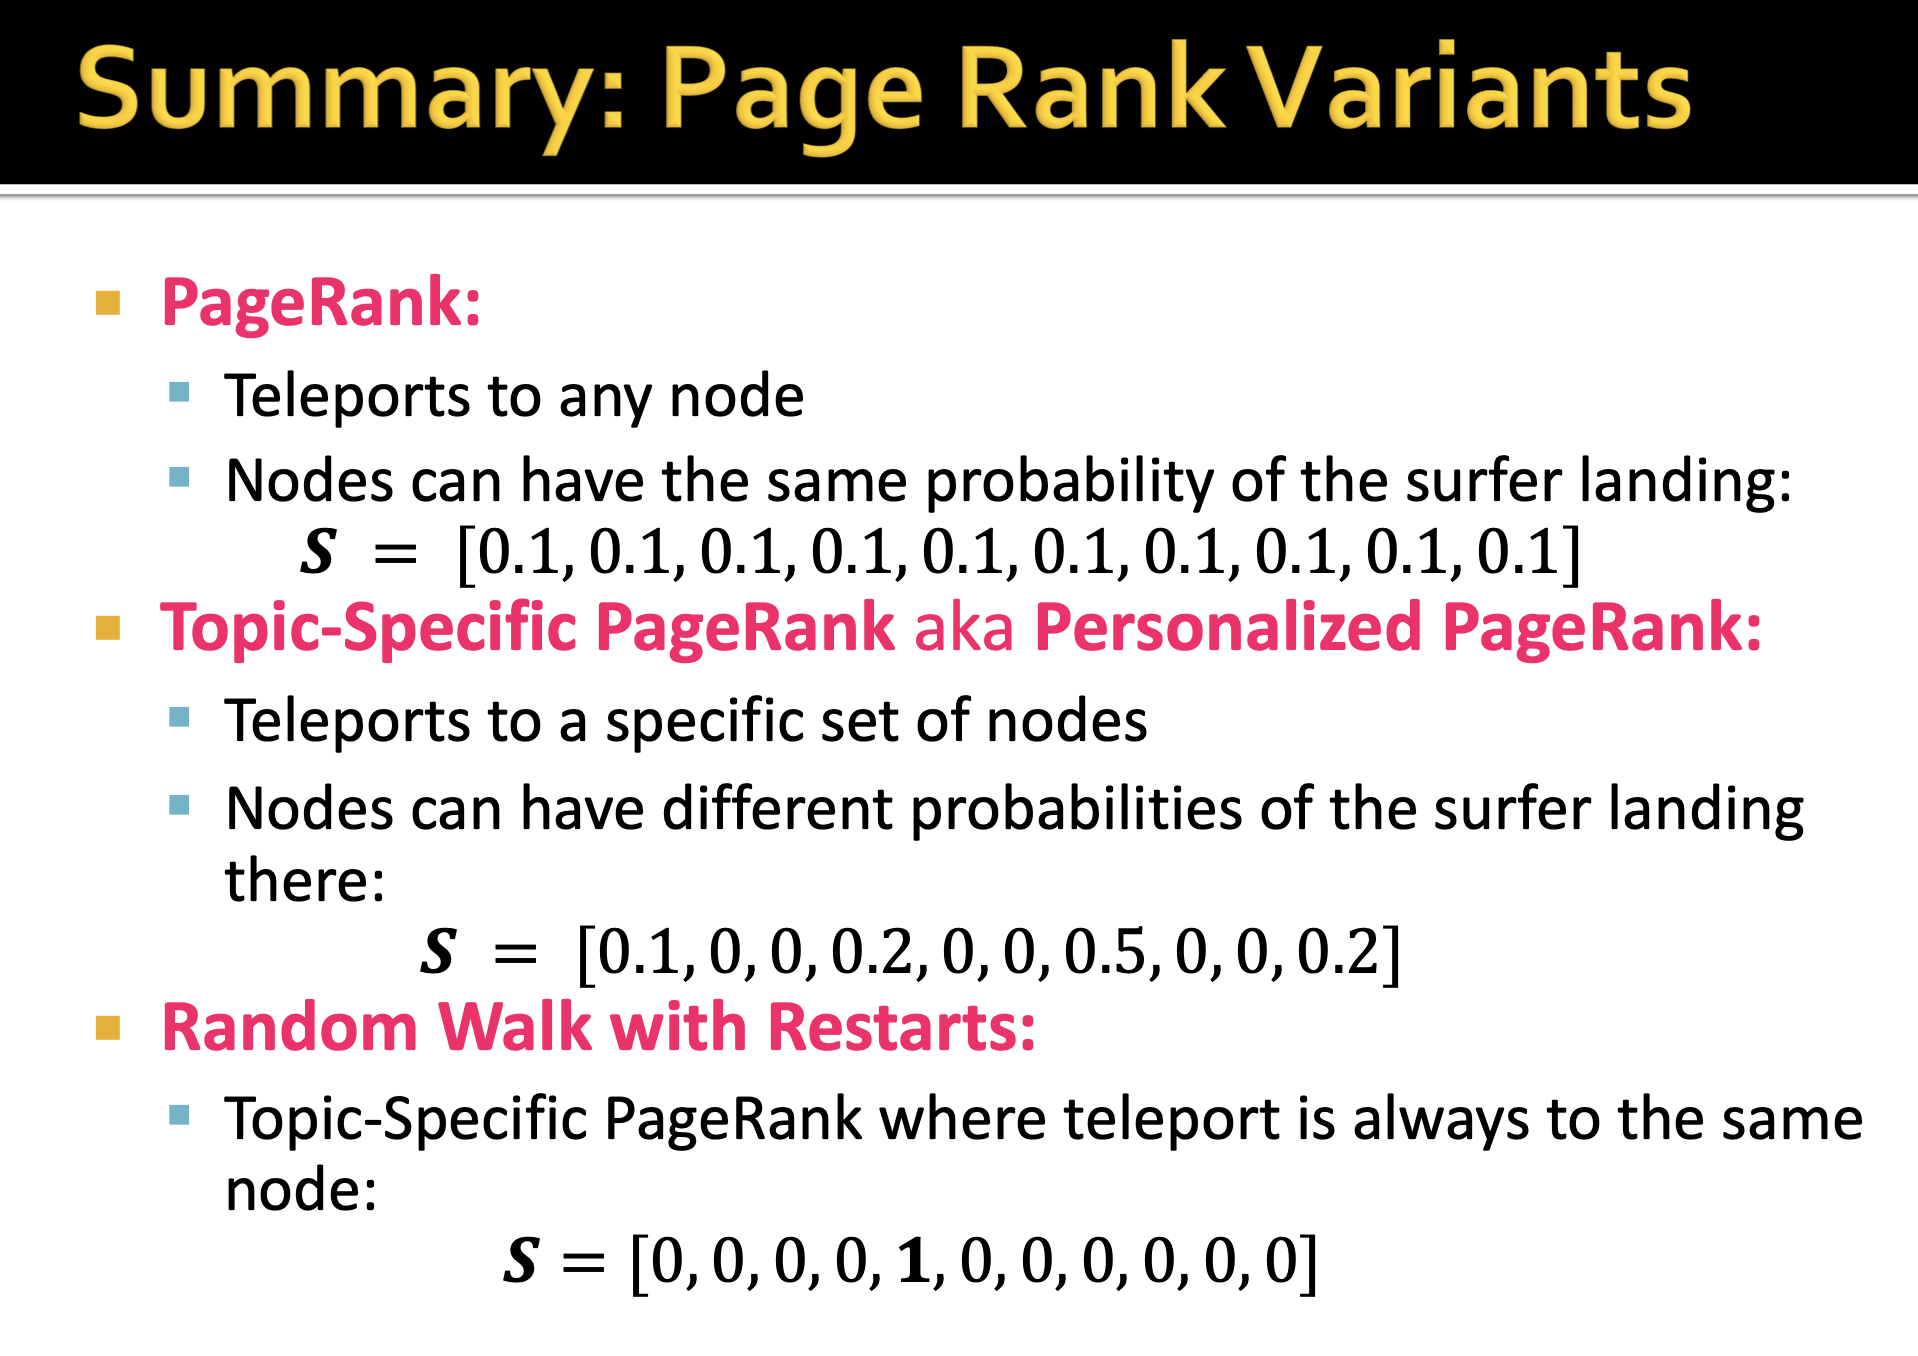 Summary: Page Rank Variants
PageRank:
Teleports to any node
Nodes can have the same probability of the surfer landing:
S = [0.1, 0.1, 0.1, 0.1, 0.1, 0.1, 0.1, 0.1, 0.1, 0.1]
Topic-Specific PageRank aka Personalized PageRank:
Teleports to a specific set of nodes
Nodes can have different probabilities of the surfer landing
there:
S = [0.1, 0, 0, 0.2, 0, 0, 0.5, 0, 0, 0.2]
Random Walk with Restarts:
Topic-Specific PageRank where teleport is always to the same
node:
S = [0, 0, 0, 0, 1, 0, 0, 0, 0, 0, 0]